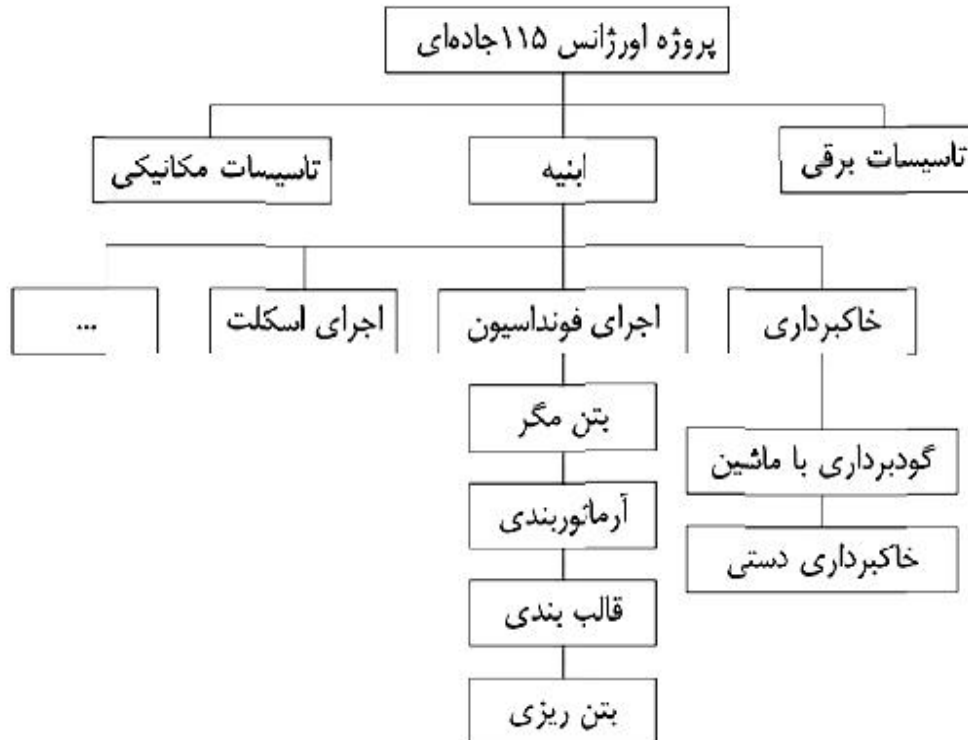 پروژه اورژانس ۱۱۵جاده‌ای
تاسیسات برقی
ابنیه
تاسیسات مکانیکی
خاکبرداری
اجرای فونداسیون
اجرای اسکلت
...
بتن مگر
گودبرداری با ماشین
آرماتوربندی
خاکبرداری دستی
قالب بندی
بتن ریزی